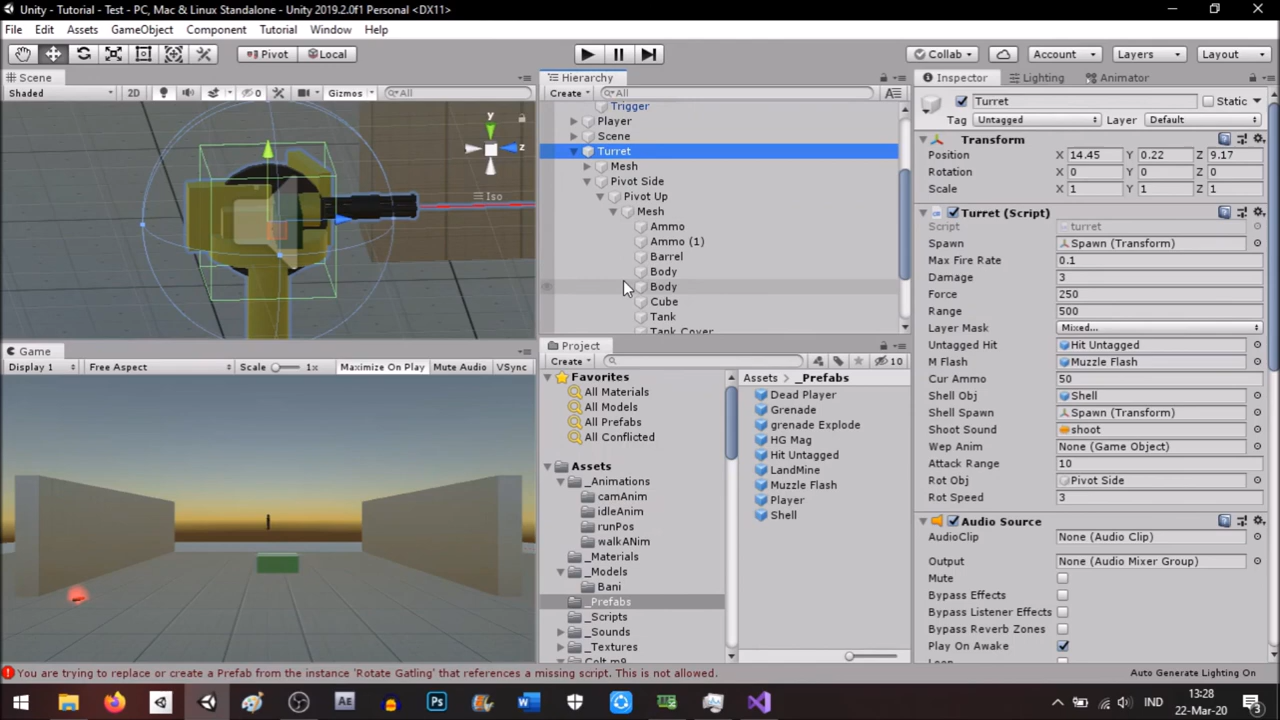 Tutorial - Test - PC, Mac & Linux Standalone - Unity 2019.2.0f1 Personal <DX11>
File Edit Assets GameObject Component Tutorial Window Help
Pivot Local Collab Account Layers Layout
Scene
Shaded 2D Gizmos All
y
z
Iso
Game
Display 1 Free Aspect Scale 1x Maximize On Play Mute Audio VSync
Hierarchy
Create All
Trigger
Player
Scene
Turret
Mesh
Pivot Side
Pivot Up
Mesh
Ammo
Ammo (1)
Barrel
Body
Body
Cube
Tank
Tank Cover
Project
Create 10
Favorites
All Materials
All Models
All Prefabs
All Conflicted
Assets
_Animations
camAnim
idleAnim
runPos
walkANim
_Materials
_Models
Bani
_Prefabs
_Scripts
_Sounds
_Textures
Colt m9
Assets > _Prefabs
Dead Player
Grenade
grenade Explode
HG Mag
Hit Untagged
LandMine
Muzzle Flash
Player
Shell
Inspector Lighting Animator
Turret Static
Tag Untagged Layer Default
Transform
Position X 14.45 Y 0.22 Z 9.17
Rotation X 0 Y 0 Z 0
Scale X 1 Y 1 Z 1
Turret (Script)
Script turret
Spawn Spawn (Transform)
Max Fire Rate 0.1
Damage 3
Force 250
Range 500
Layer Mask Mixed...
Untagged Hit Hit Untagged
M Flash Muzzle Flash
Cur Ammo 50
Shell Obj Shell
Shell Spawn Spawn (Transform)
Shoot Sound shoot
Wep Anim None (Game Object)
Attack Range 10
Rot Obj Pivot Side
Rot Speed 3
Audio Source
AudioClip None (Audio Clip)
Output None (Audio Mixer Group)
Mute
Bypass Effects
Bypass Listener Effects
Bypass Reverb Zones
Play On Awake
Loop
You are trying to replace or create a Prefab from the instance 'Rotate Gatling' that references a missing script. This is not allowed.
Auto Generate Lighting On
Ae Ps IND 13:28
22-Mar-20
3